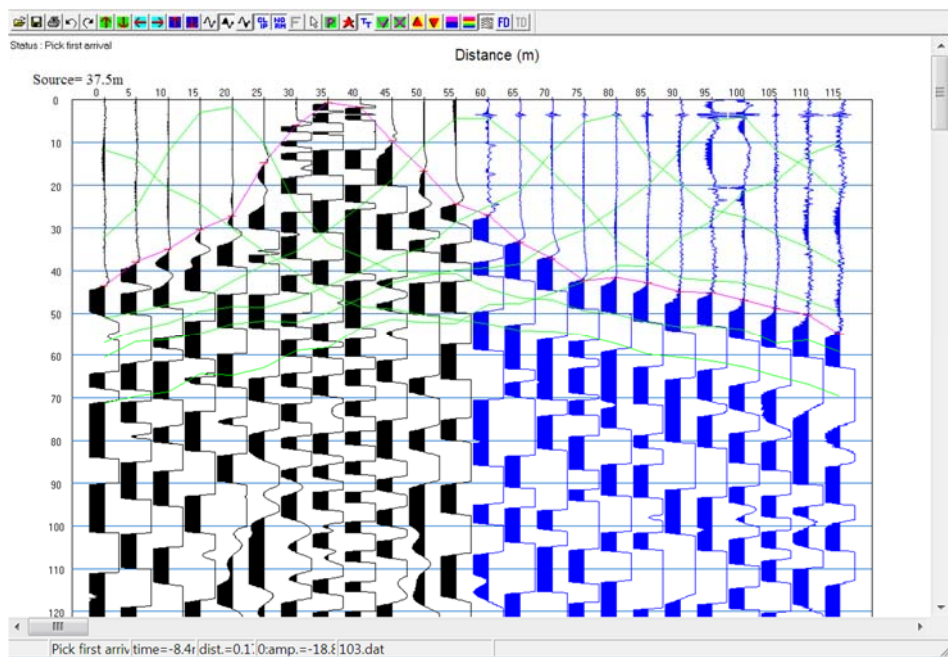 Status : Pick first arrival
Distance (m)
Source= 37.5m
0 5 10 15 20 25 30 35 40 45 50 55 60 65 70 75 80 85 90 95 100 105 110 115
0
10
20
30
40
50
60
70
80
90
100
110
120
Pick first arriv time=-8.4r dist.=0.1 0:amp.=-18.8 103.dat